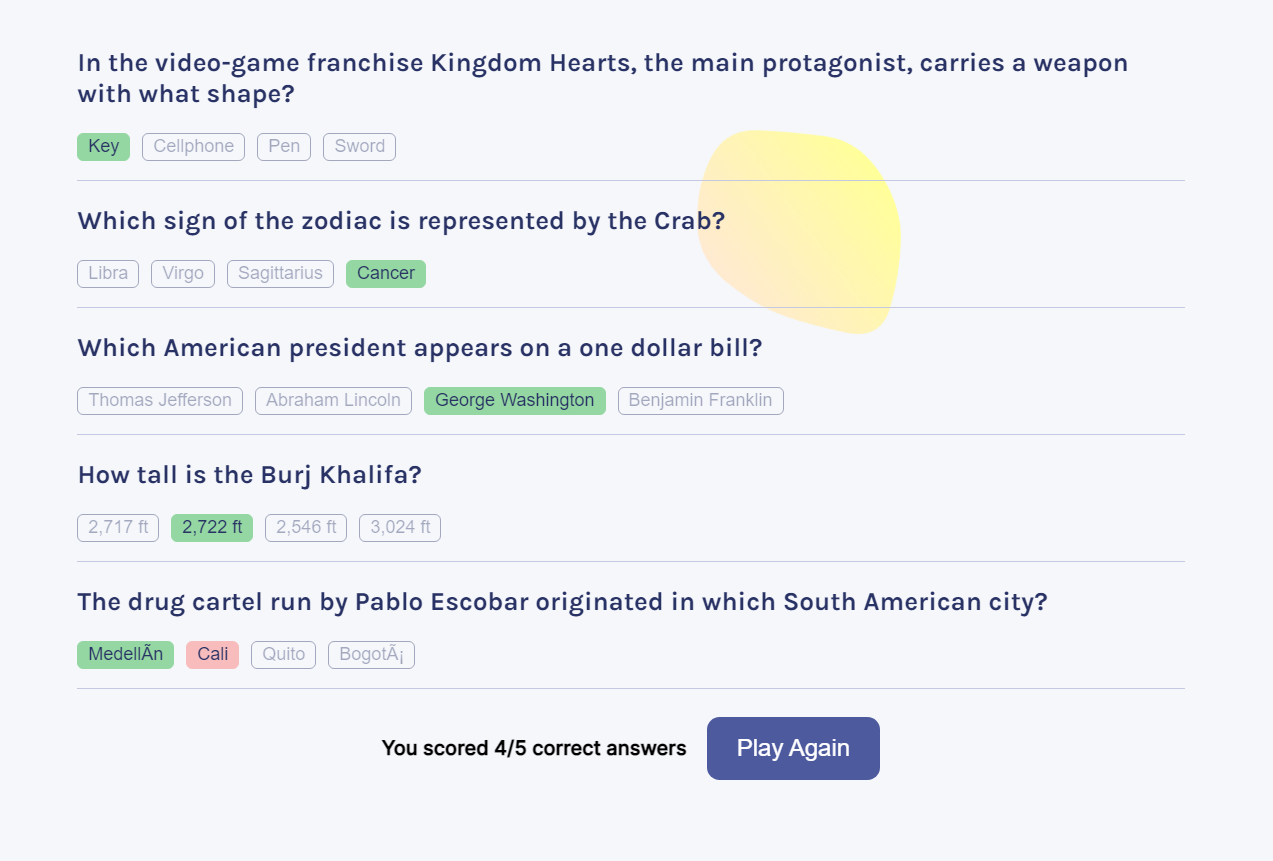 In the video-game franchise Kingdom Hearts, the main protagonist, carries a weapon
with what shape?
Key Cellphone Pen Sword
Which sign of the zodiac is represented by the Crab?
Libra Virgo Sagittarius Cancer
Which American president appears on a one dollar bill?
Thomas Jefferson Abraham Lincoln George Washington Benjamin Franklin
How tall is the Burj Khalifa?
2,717 ft 2,722 ft 2,546 ft 3,024 ft
The drug cartel run by Pablo Escobar originated in which South American city?
MedellÃn Cali Quito BogotÃ¡
You scored 4/5 correct answers Play Again